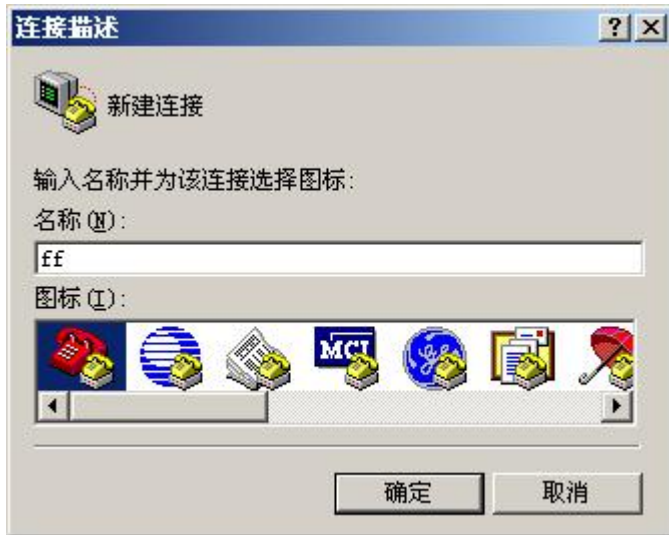 连接描述
新建连接
输入名称并为该连接选择图标:
名称(N):
ff
图标(I):
MCI
确定
取消